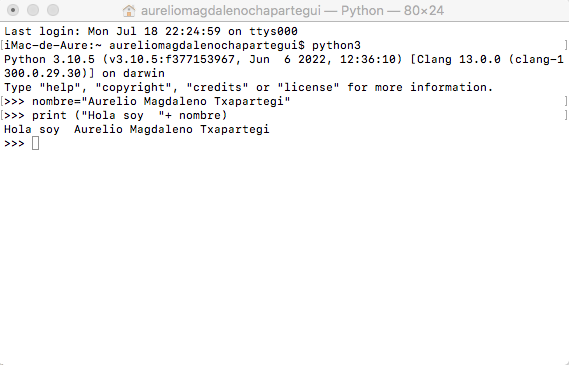 aureliomagdalenochapartegui — Python — 80×24
Last login: Mon Jul 18 22:24:59 on ttys000
[iMac-de-Aure:~ aureliomagdalenochapartegui$ python3 ]
Python 3.10.5 (v3.10.5:f377153967, Jun  6 2022, 12:36:10) [Clang 13.0.0 (clang-1
300.0.29.30)] on darwin
Type "help", "copyright", "credits" or "license" for more information.
[>>> nombre="Aurelio Magdaleno Txapartegi" ]
[>>> print ("Hola soy  "+ nombre) ]
Hola soy  Aurelio Magdaleno Txapartegi
>>>